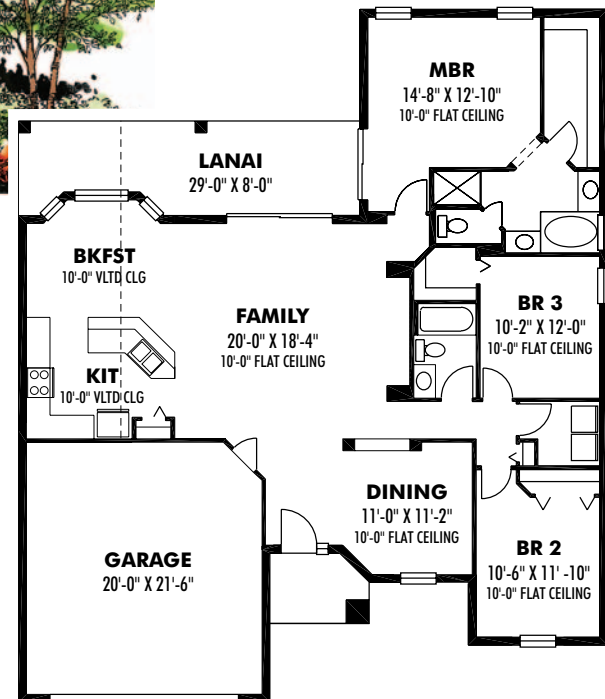 MBR
14'-8" X 12'-10"
10'-0" FLAT CEILING
LANAI
29'-0" X 8'-0"
BKFST
10'-0" VLTD CLG
FAMILY
20'-0" X 18'-4"
10'-0" FLAT CEILING
BR 3
10'-2" X 12'-0"
10'-0" FLAT CEILING
KIT
10'-0" VLTD CLG
DINING
11'-0" X 11'-2"
10'-0" FLAT CEILING
GARAGE
20'-0" X 21'-6"
BR 2
10'-6" X 11' -10"
10'-0" FLAT CEILING